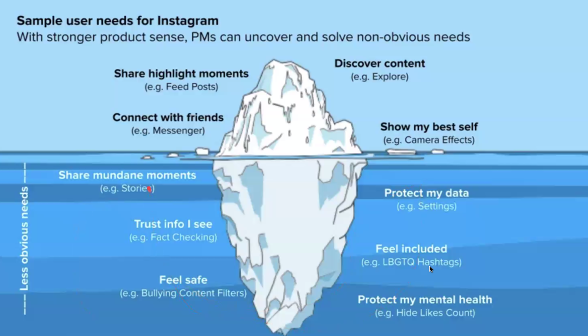 Sample user needs for Instagram
With stronger product sense, PMs can uncover and solve non-obvious needs
Share highlight moments
(e.g. Feed Posts)
Discover content
(e.g. Explore)
Connect with friends
(e.g. Messenger)
Show my best self
(e.g. Camera Effects)
Share mundane moments
(e.g. Stories)
Protect my data
(e.g. Settings)
Trust info I see
(e.g. Fact Checking)
Feel included
(e.g. LBGTQ Hashtags)
Feel safe
(e.g. Bullying Content Filters)
Protect my mental health
(e.g. Hide Likes Count)
--- Less obvious needs ---